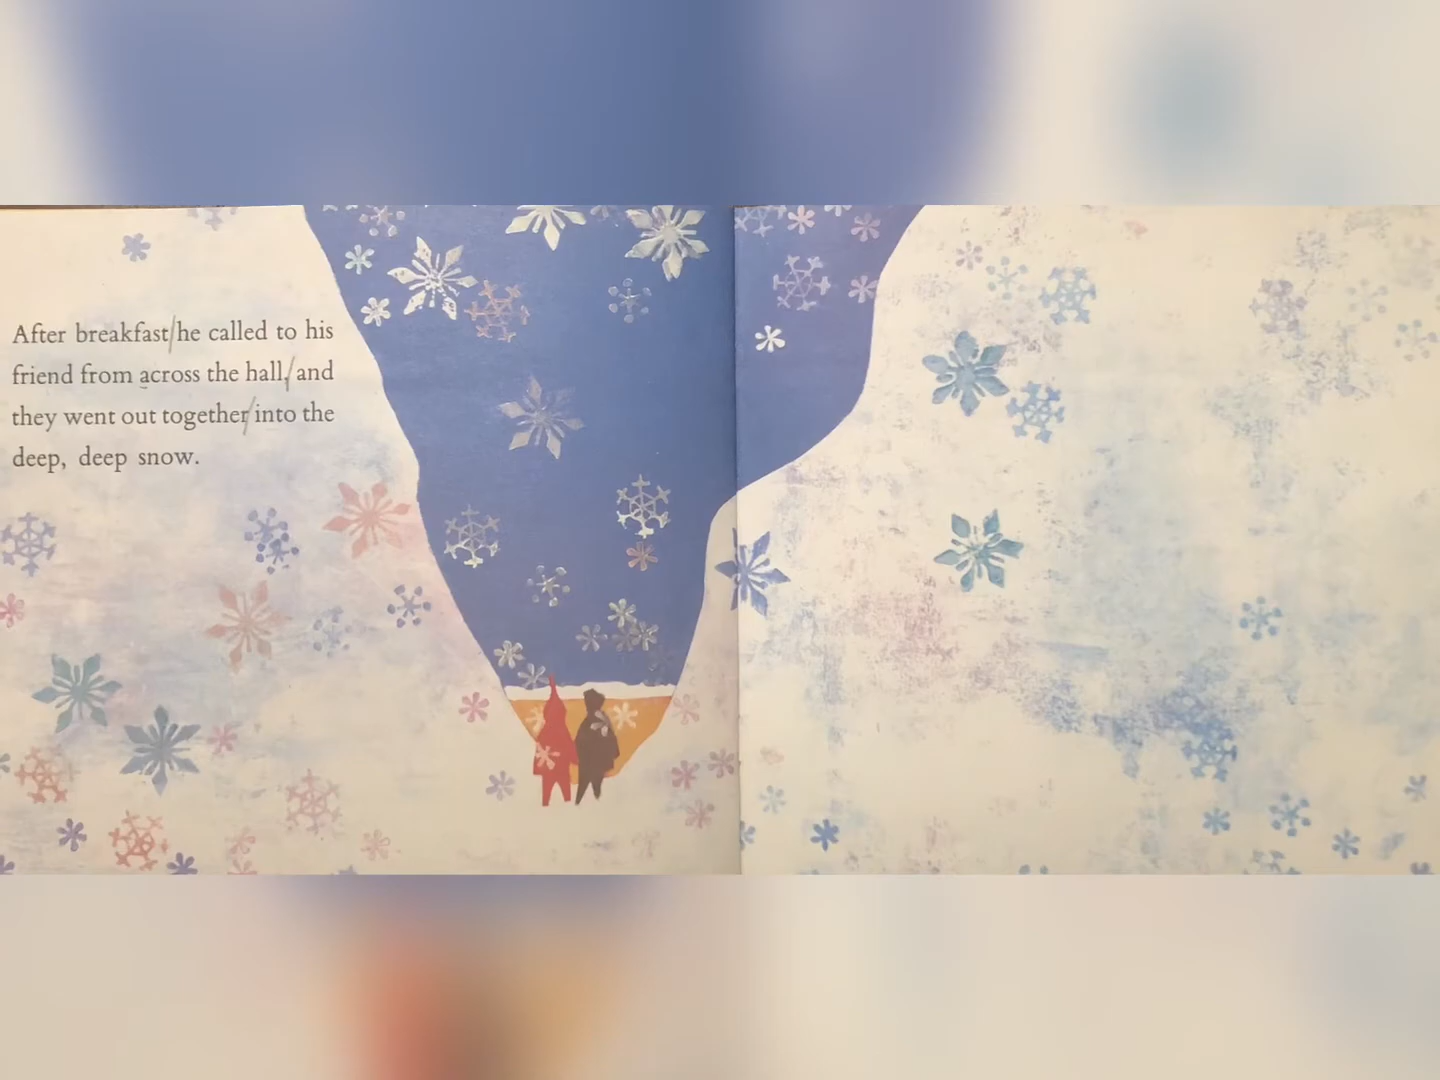 After breakfast he called to his
friend from across the hall, and
they went out together into the
deep, deep snow.